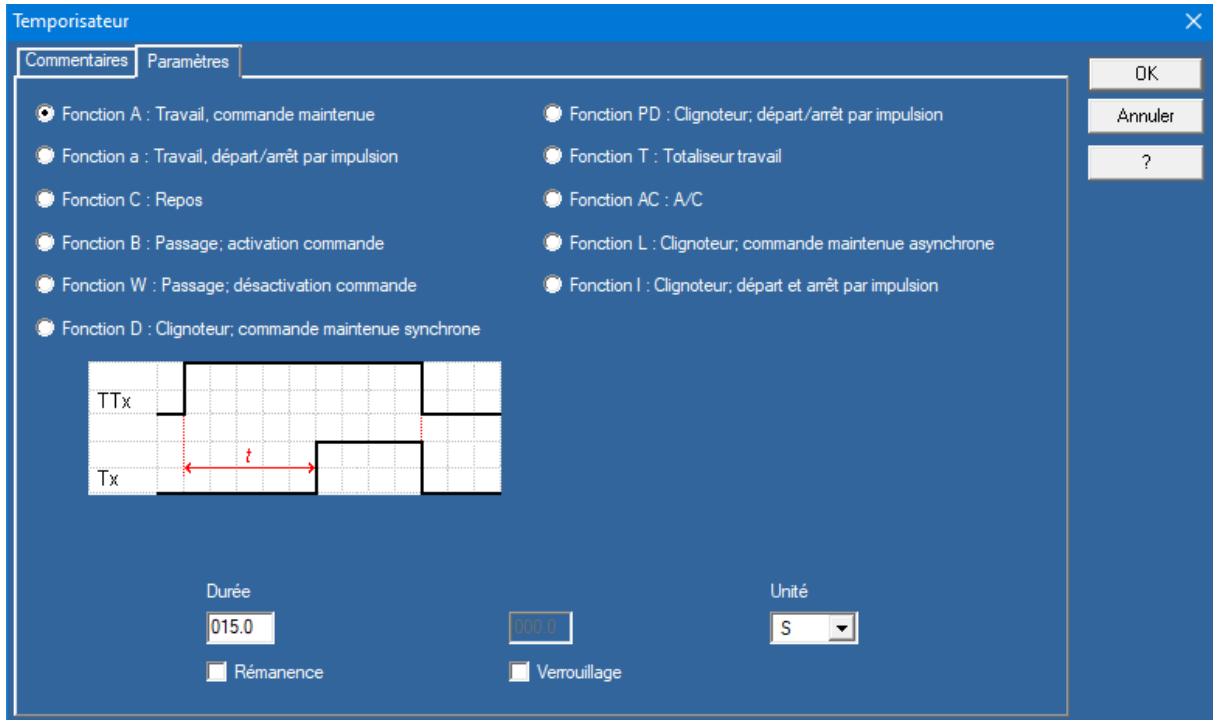 Temporisateur
Commentaires Paramètres
OK
Annuler
?
Fonction A : Travail, commande maintenue
Fonction a : Travail, départ/arrêt par impulsion
Fonction C : Repos
Fonction B : Passage; activation commande
Fonction W : Passage; désactivation commande
Fonction D : Clignoteur; commande maintenue synchrone
Fonction PD : Clignoteur; départ/arrêt par impulsion
Fonction T : Totaliseur travail
Fonction AC : A/C
Fonction L : Clignoteur; commande maintenue asynchrone
Fonction l : Clignoteur; départ et arrêt par impulsion
TTx
t
Tx
Durée
Unité
015.0
000.0
S
Rémanence
Verrouillage